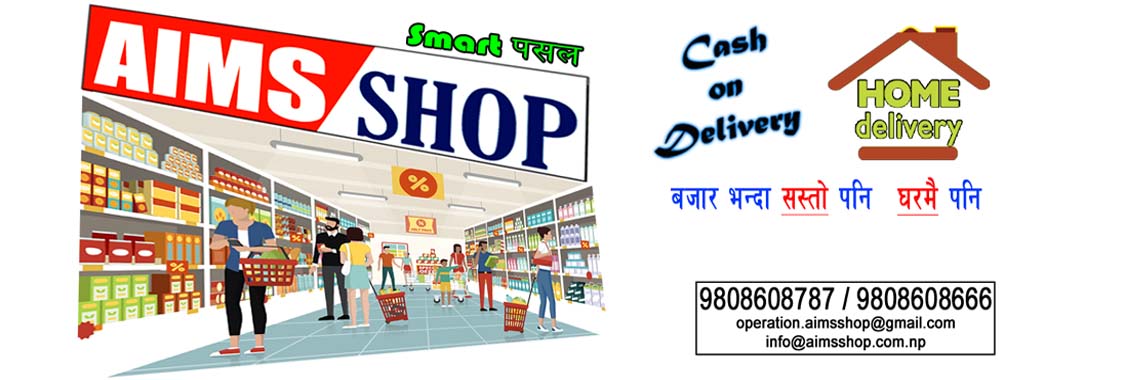 Smart पसल
AIMS SHOP
Cash
on
Delivery
HOME
delivery
बजार भन्दा सस्तो पनि घरमै पनि
9808608787 / 9808608666
operation.aimsshop@gmail.com
info@aimsshop.com.np
%
%
%